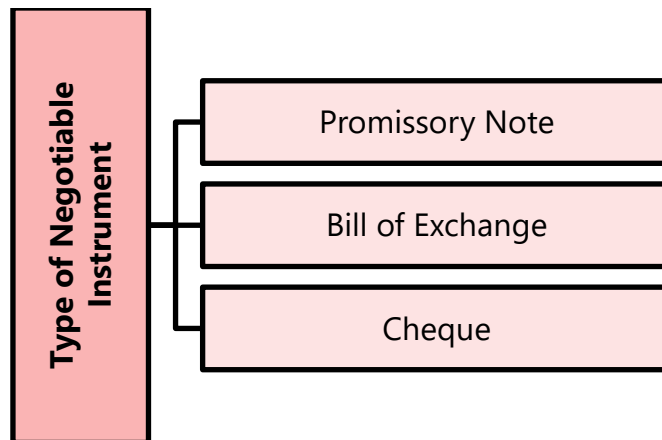 Type of Negotiable
Instrument
Promissory Note
Bill of Exchange
Cheque